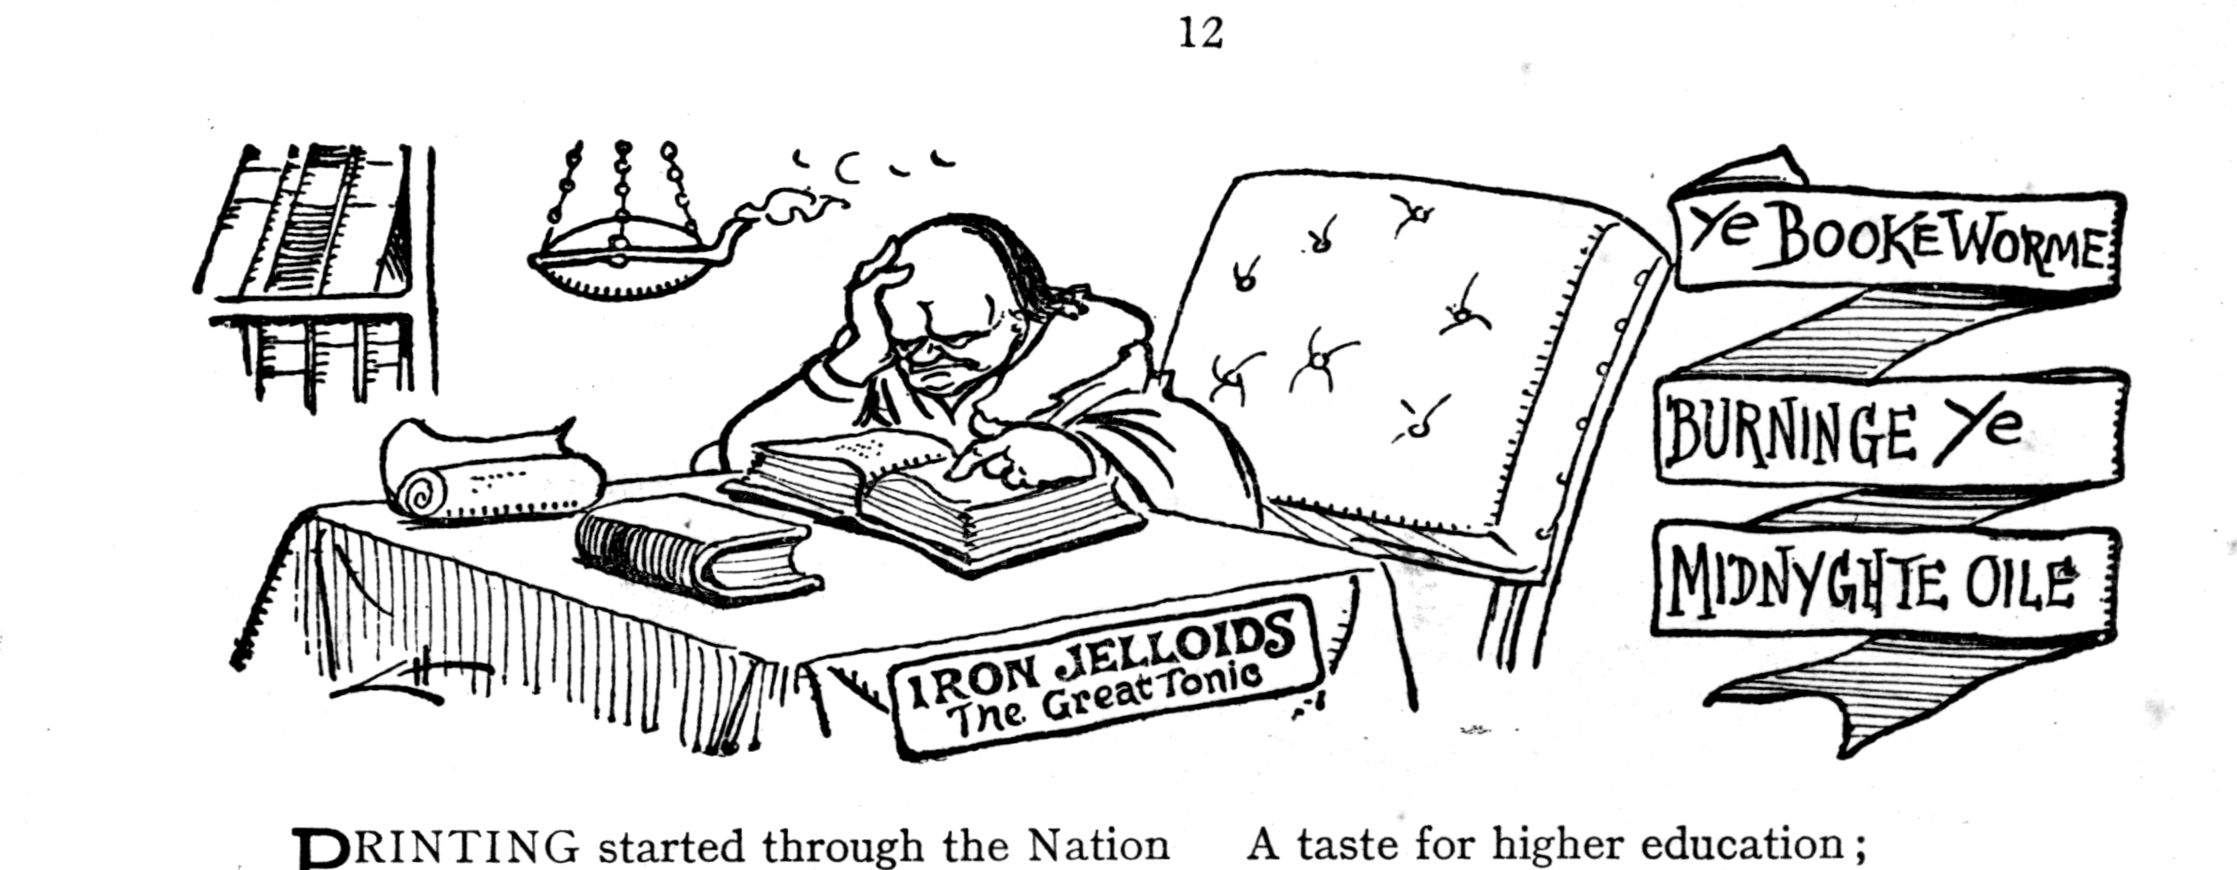 12
Ye BOOKE WORME
BURNINGE Ye
MIDNYGHTE OILE
IRON JELLOIDS
The Great Tonic
PRINTING started through the Nation
A taste for higher education;